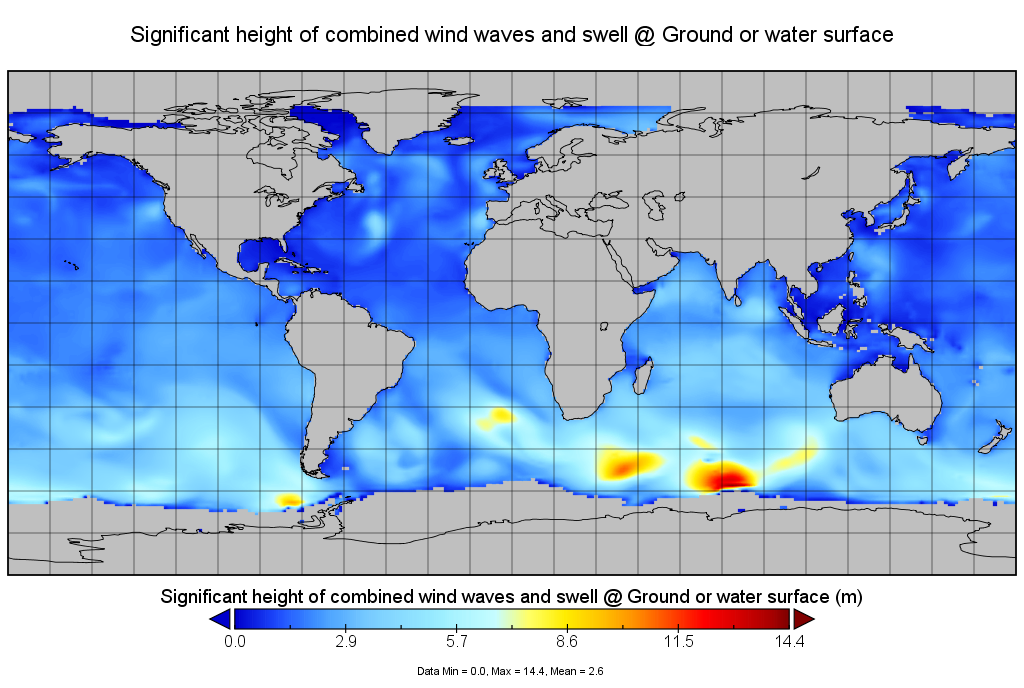 Significant height of combined wind waves and swell @ Ground or water surface
Significant height of combined wind waves and swell @ Ground or water surface (m)
0.0 2.9 5.7 8.6 11.5 14.4
Data Min = 0.0, Max = 14.4, Mean = 2.6